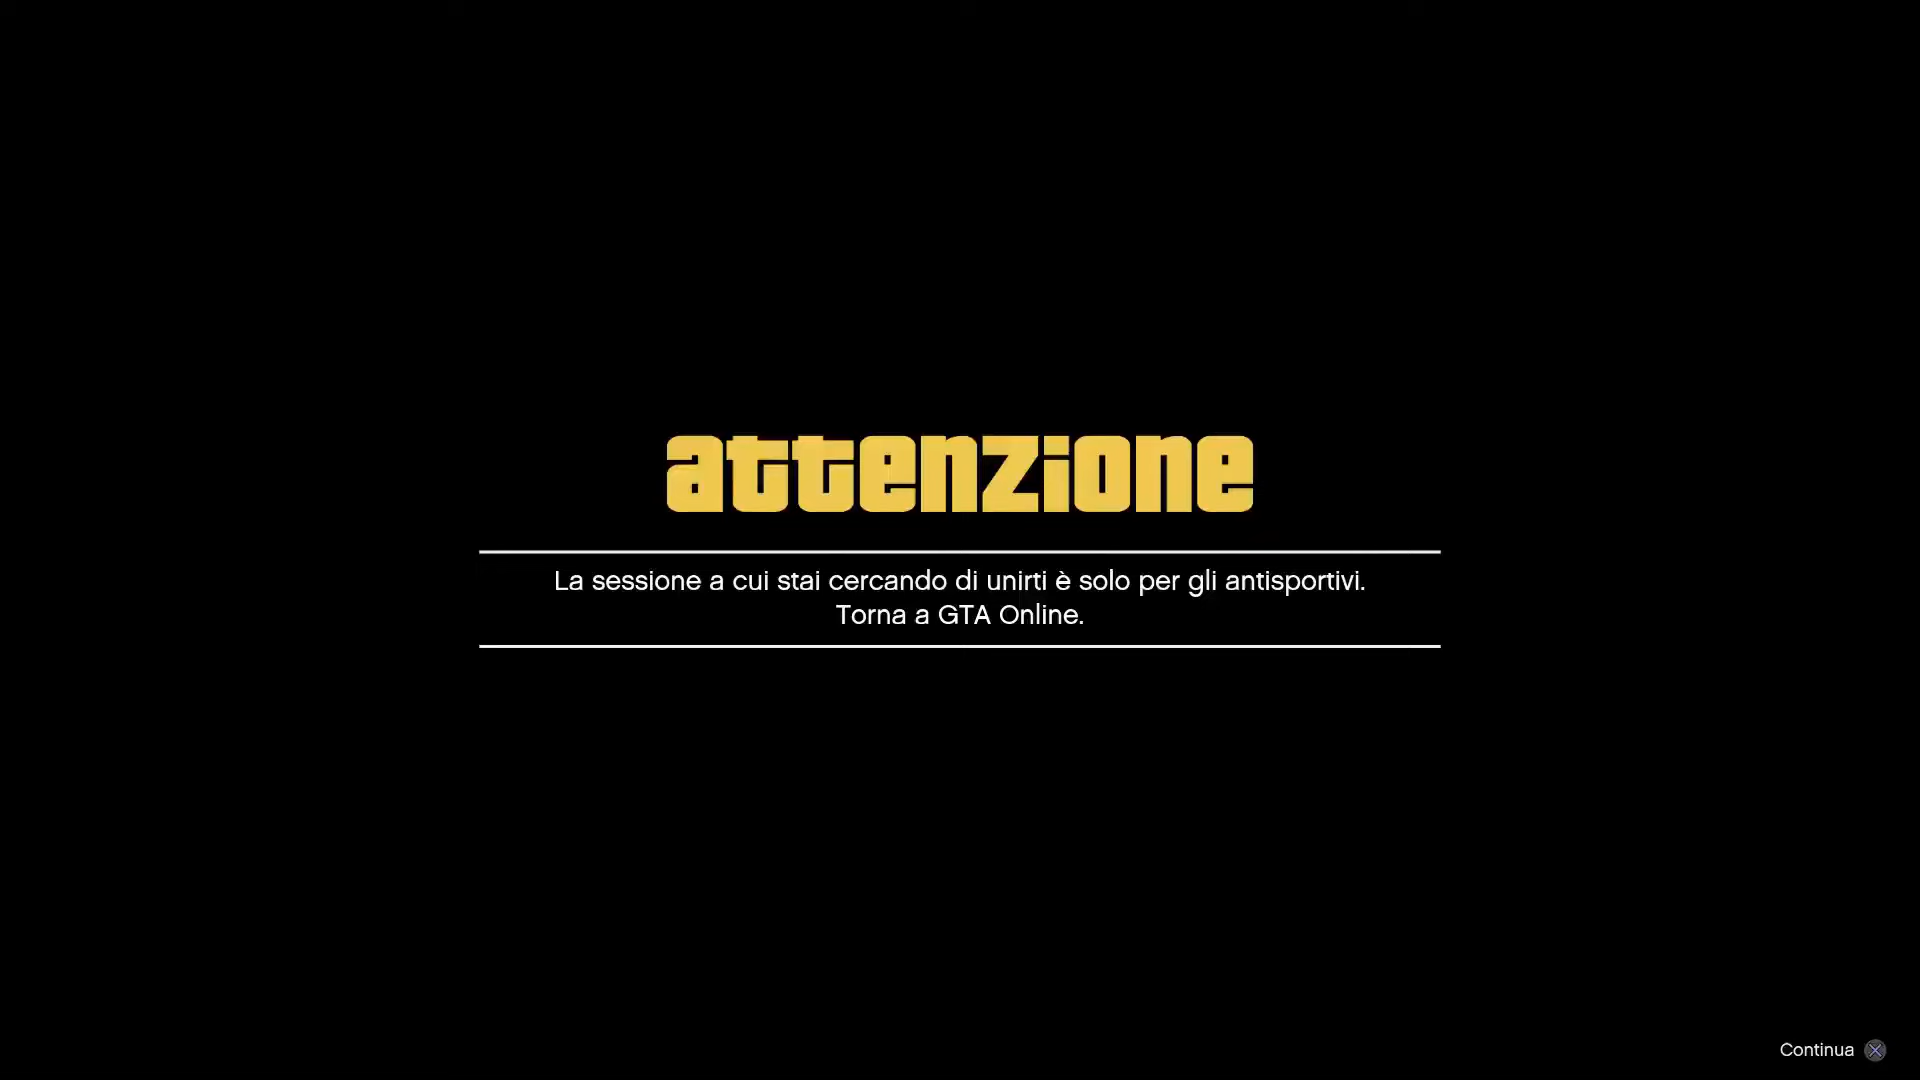 attenzione
La sessione a cui stai cercando di unirti è solo per gli antisportivi.
Torna a GTA Online.
Continua